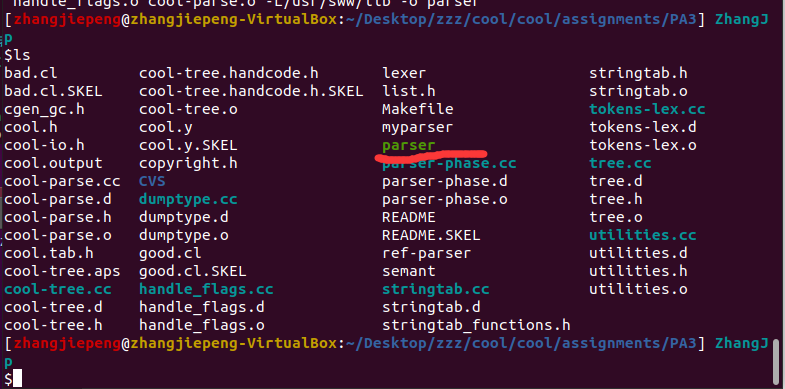 handle_flags.o cool-parse.o -L/usr/sww/lib -o parser
[zhangjiepeng@zhangjiepeng-VirtualBox:~/Desktop/zzz/cool/cool/assignments/PA3] ZhangJ
p
$ls
bad.cl cool-tree.handcode.h lexer stringtab.h
bad.cl.SKEL cool-tree.handcode.h.SKEL list.h stringtab.o
cgen_gc.h cool-tree.o Makefile tokens-lex.cc
cool.h cool.y myparser tokens-lex.d
cool-io.h cool.y.SKEL parser tokens-lex.o
cool.output copyright.h parser-phase.cc tree.cc
cool-parse.cc CVS parser-phase.d tree.d
cool-parse.d dumptype.cc parser-phase.o tree.h
cool-parse.h dumptype.d README tree.o
cool-parse.o dumptype.o README.SKEL utilities.cc
cool.tab.h good.cl ref-parser utilities.d
cool-tree.aps good.cl.SKEL semant utilities.h
cool-tree.cc handle_flags.cc stringtab.cc utilities.o
cool-tree.d handle_flags.d stringtab.d
cool-tree.h handle_flags.o stringtab_functions.h
[zhangjiepeng@zhangjiepeng-VirtualBox:~/Desktop/zzz/cool/cool/assignments/PA3] ZhangJ
p
$